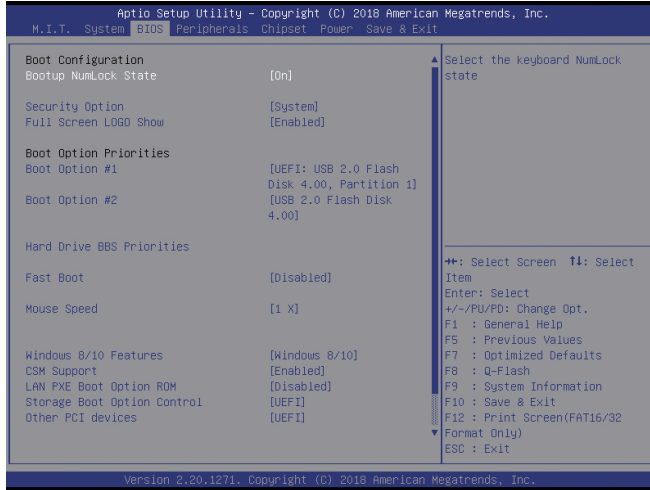 Aptio Setup Utility – Copyright (C) 2018 American Megatrends, Inc.
M.I.T. System BIOS Peripherals Chipset Power Save & Exit
Boot Configuration
Bootup NumLock State [On]
Security Option [System]
Full Screen LOGO Show [Enabled]
Boot Option Priorities
Boot Option #1 [UEFI: USB 2.0 Flash
Disk 4.00, Partition 1]
Boot Option #2 [USB 2.0 Flash Disk
4.00]
Hard Drive BBS Priorities
Fast Boot [Disabled]
Mouse Speed [1 X]
Windows 8/10 Features [Windows 8/10]
CSM Support [Enabled]
LAN PXE Boot Option ROM [Disabled]
Storage Boot Option Control [UEFI]
Other PCI devices [UEFI]
Select the keyboard NumLock
state
→←: Select Screen ↑↓: Select
Item
Enter: Select
+/-/PU/PD: Change Opt.
F1 : General Help
F5 : Previous Values
F7 : Optimized Defaults
F8 : Q-Flash
F9 : System Information
F10 : Save & Exit
F12 : Print Screen(FAT16/32
Format Only)
ESC : Exit
Version 2.20.1271. Copyright (C) 2018 American Megatrends, Inc.